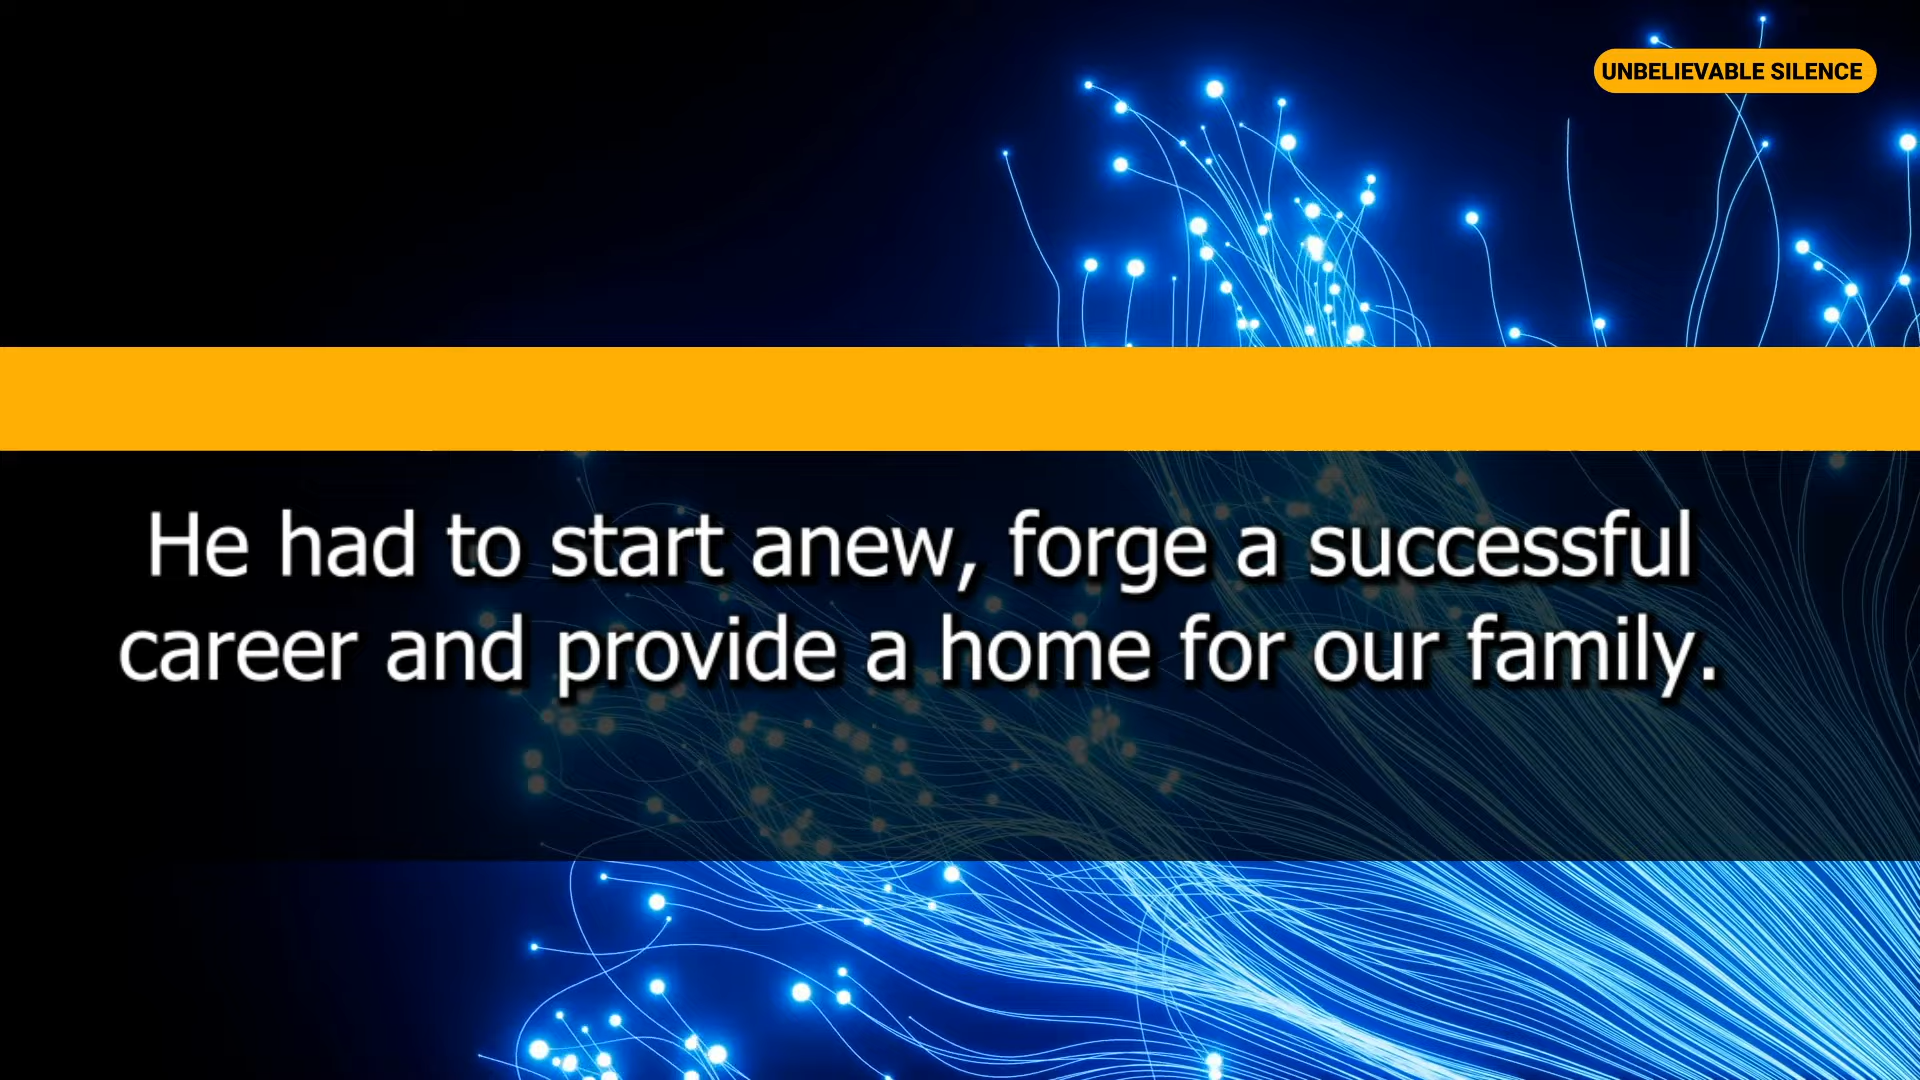 UNBELIEVABLE SILENCE
He had to start anew, forge a successful
career and provide a home for our family.